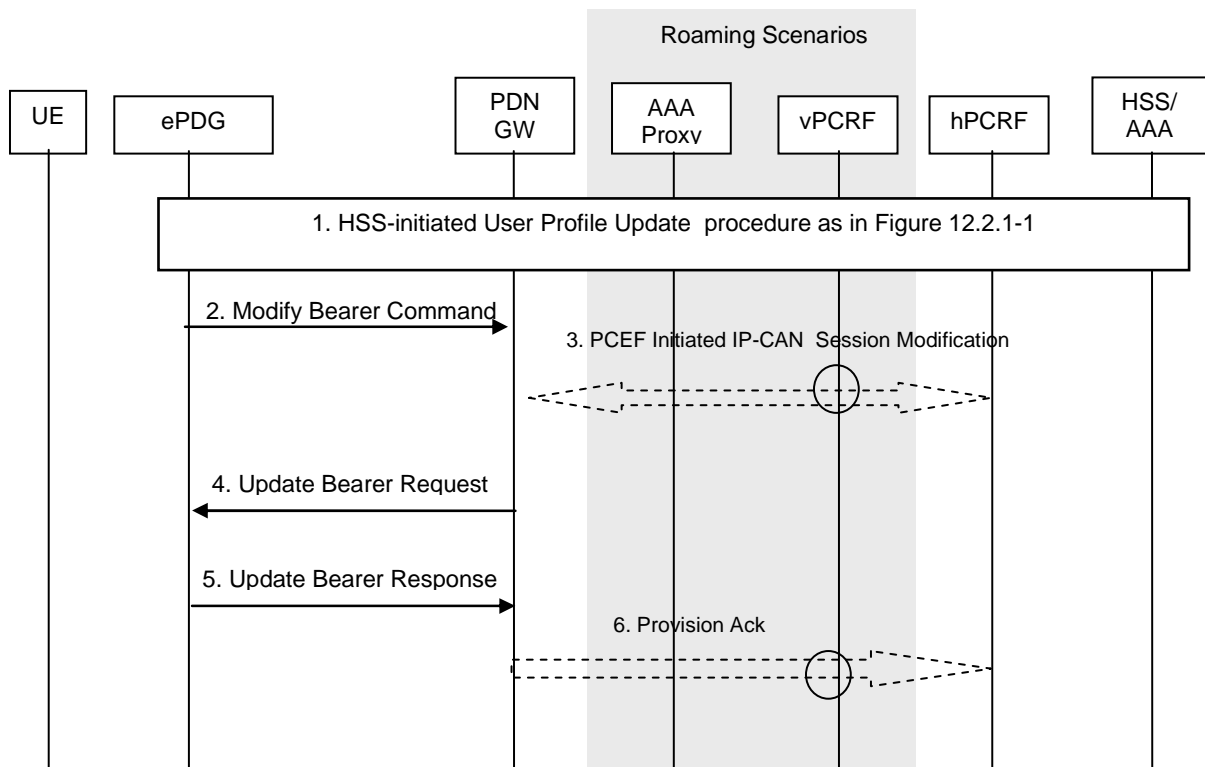 Roaming Scenarios
UE
ePDG
PDN
GW
AAA
Proxy
vPCRF
hPCRF
HSS/
AAA
1. HSS-initiated User Profile Update procedure as in Figure 12.2.1-1
2. Modify Bearer Command
3. PCEF Initiated IP-CAN Session Modification
4. Update Bearer Request
5. Update Bearer Response
6. Provision Ack